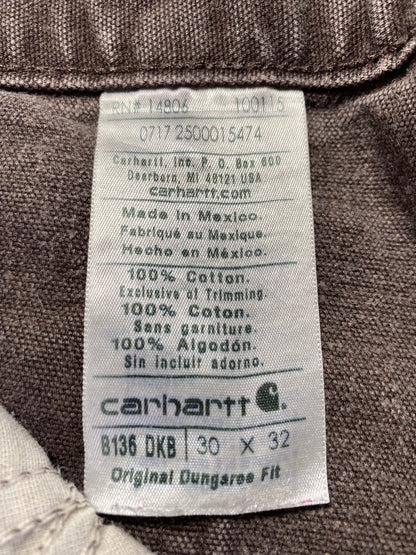 RN# 14806 100115
0717 2500015474
Carhartt, Inc. P. O. Box 600
Dearborn, MI 48121 USA
carhartt.com
Made in Mexico.
Fabriqué au Mexique.
Hecho en México.
100% Cotton.
Exclusive of Trimming.
100% Coton.
Sans garniture.
100% Algodón.
Sin incluir adorno.
carhartt
B136 DKB 30 X 32
Original Dungaree Fit